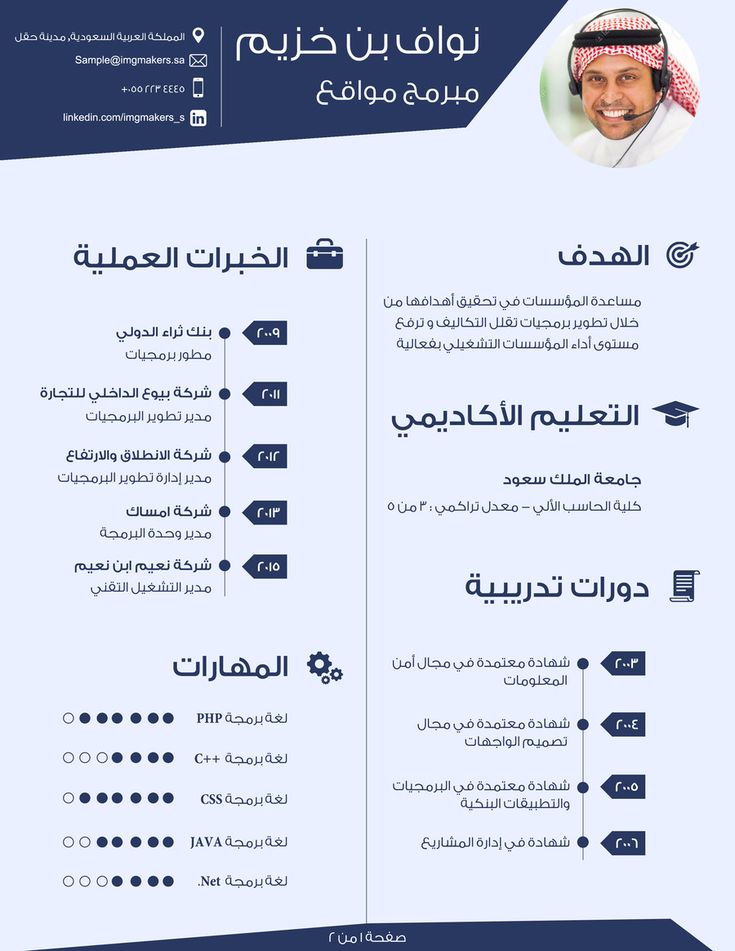 نواف بن خزيم
مبرمج مواقع
المملكة العربية السعودية, مدينة حقل
Sample@imgmakers.sa
+٠٥٥ ٢٢٣ ٤٤٤٥
linkedin.com/imgmakers_s
الهدف
مساعدة المؤسسات في تحقيق أهدافها من
خلال تطوير برمجيات تقلل التكاليف و ترفع
مستوى أداء المؤسسات التشغيلي بفعالية
التعليم الأكاديمي
جامعة الملك سعود
كلية الحاسب الألي – معدل تراكمي : ٣ من ٥
دورات تدريبية
٢٠٠٣
شهادة معتمدة في مجال أمن
المعلومات
٢٠٠٤
شهادة معتمدة في مجال
تصميم الواجهات
٢٠٠٥
شهادة معتمدة في البرمجيات
والتطبيقات البنكية
٢٠٠٦
شهادة في إدارة المشاريع
الخبرات العملية
٢٠٠٩
بنك ثراء الدولي
مطور برمجيات
٢٠١١
شركة بيوع الداخلي للتجارة
مدير تطوير البرمجيات
٢٠١٢
شركة الانطلاق والارتفاع
مدير إدارة تطوير البرمجيات
٢٠١٣
شركة امساك
مدير وحدة البرمجة
٢٠١٥
شركة نعيم ابن نعيم
مدير التشغيل التقني
المهارات
لغة برمجة PHP
لغة برمجة C++
لغة برمجة CSS
لغة برمجة JAVA
لغة برمجة Net.
صفحة ١ من ٢